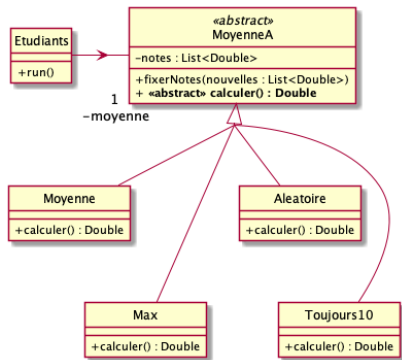 «abstract»
MoyenneA
Etudiants
-notes : List<Double>
+run()
+fixerNotes(nouvelles : List<Double>)
+ «abstract» calculer() : Double
1
-moyenne
Moyenne
+calculer() : Double
Aleatoire
+calculer() : Double
Max
+calculer() : Double
Toujours10
+calculer() : Double